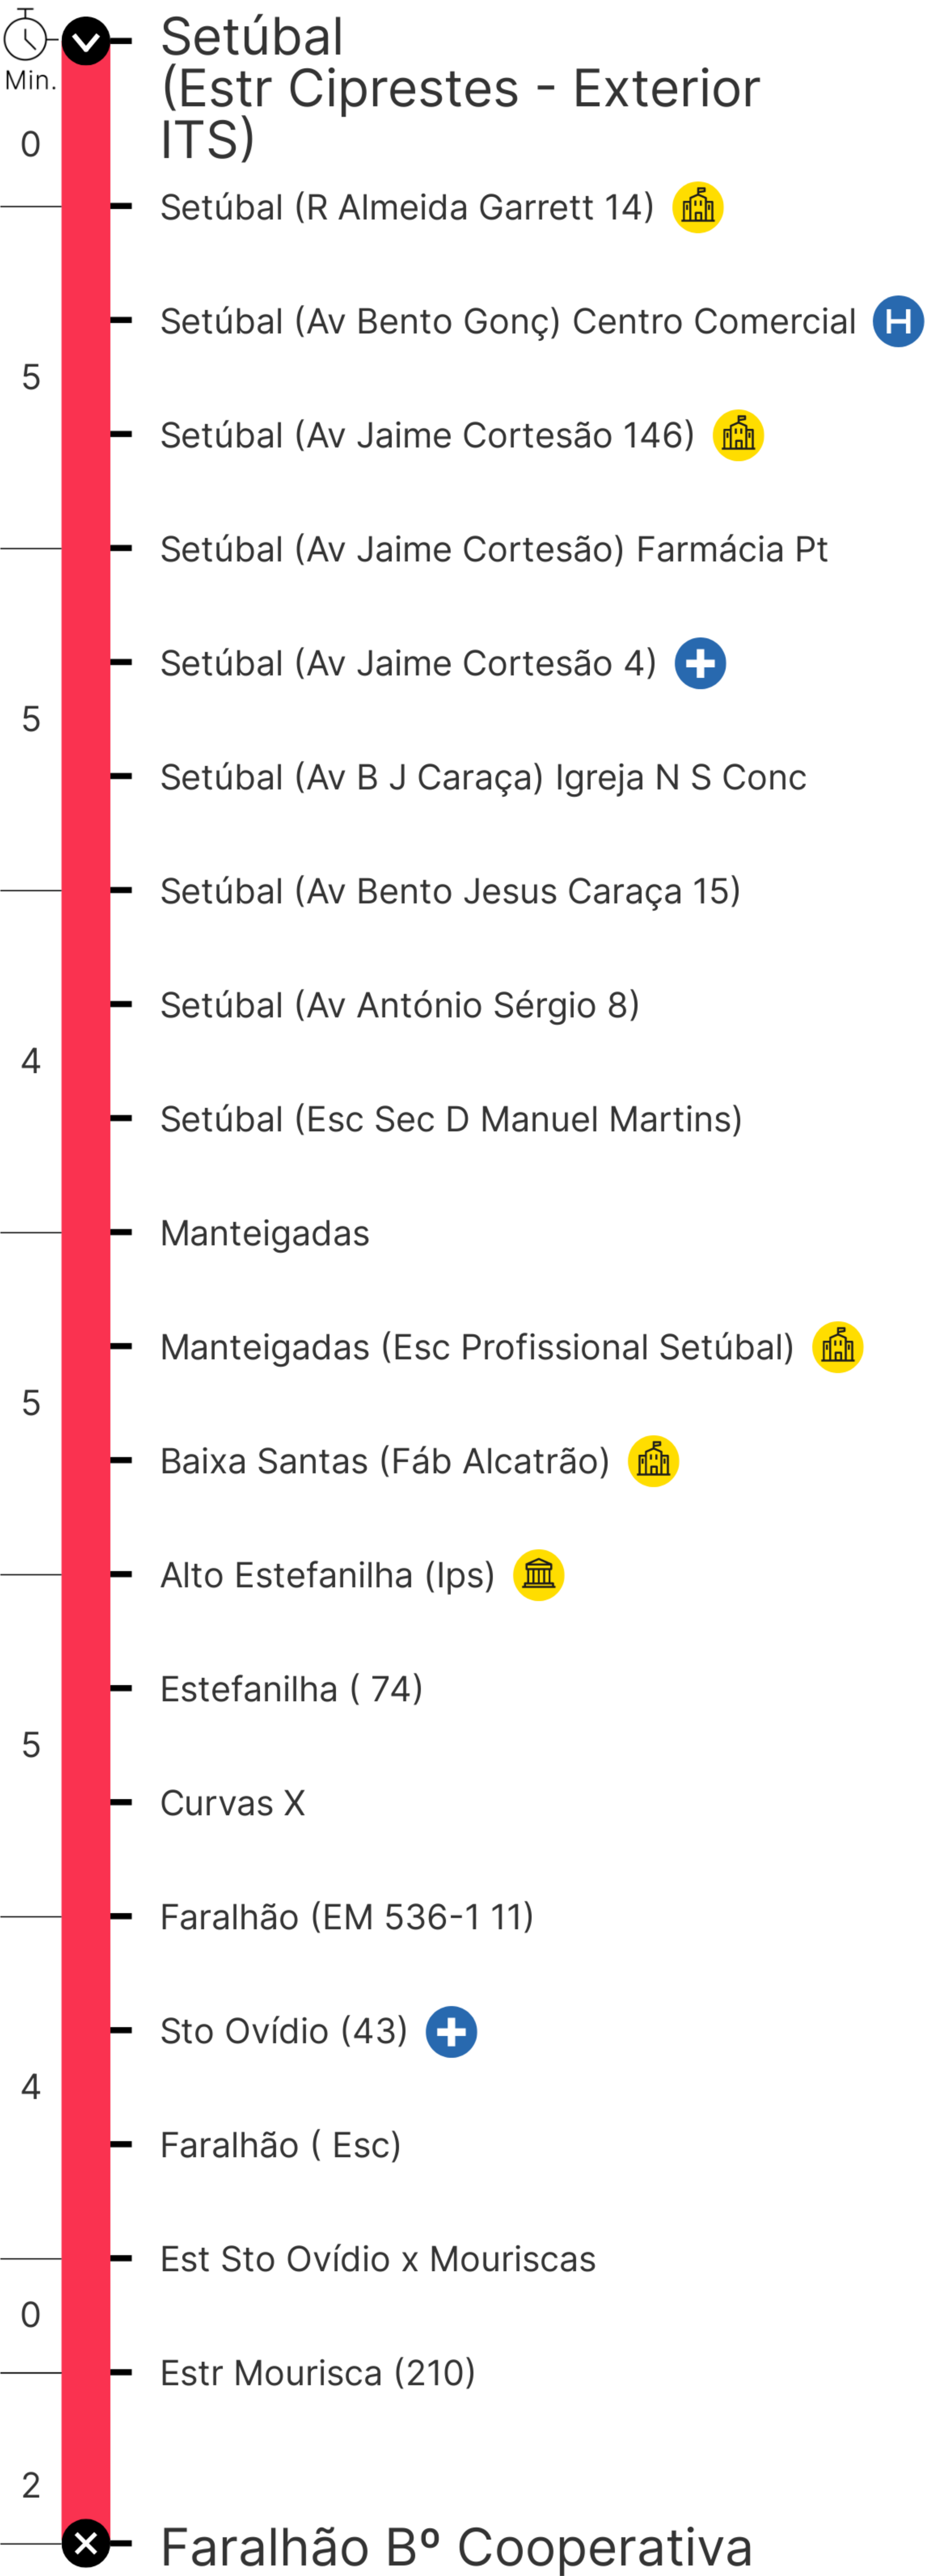 Setúbal
(Estr Ciprestes - Exterior
ITS)
Min.
0
Setúbal (R Almeida Garrett 14)
Setúbal (Av Bento Gonç) Centro Comercial H
5
Setúbal (Av Jaime Cortesão 146)
Setúbal (Av Jaime Cortesão) Farmácia Pt
Setúbal (Av Jaime Cortesão 4)
5
Setúbal (Av B J Caraça) Igreja N S Conc
Setúbal (Av Bento Jesus Caraça 15)
Setúbal (Av António Sérgio 8)
4
Setúbal (Esc Sec D Manuel Martins)
Manteigadas
Manteigadas (Esc Profissional Setúbal)
5
Baixa Santas (Fáb Alcatrão)
Alto Estefanilha (Ips)
Estefanilha ( 74)
5
Curvas X
Faralhão (EM 536-1 11)
Sto Ovídio (43)
4
Faralhão ( Esc)
Est Sto Ovídio x Mouriscas
0
Estr Mourisca (210)
2
Faralhão Bº Cooperativa